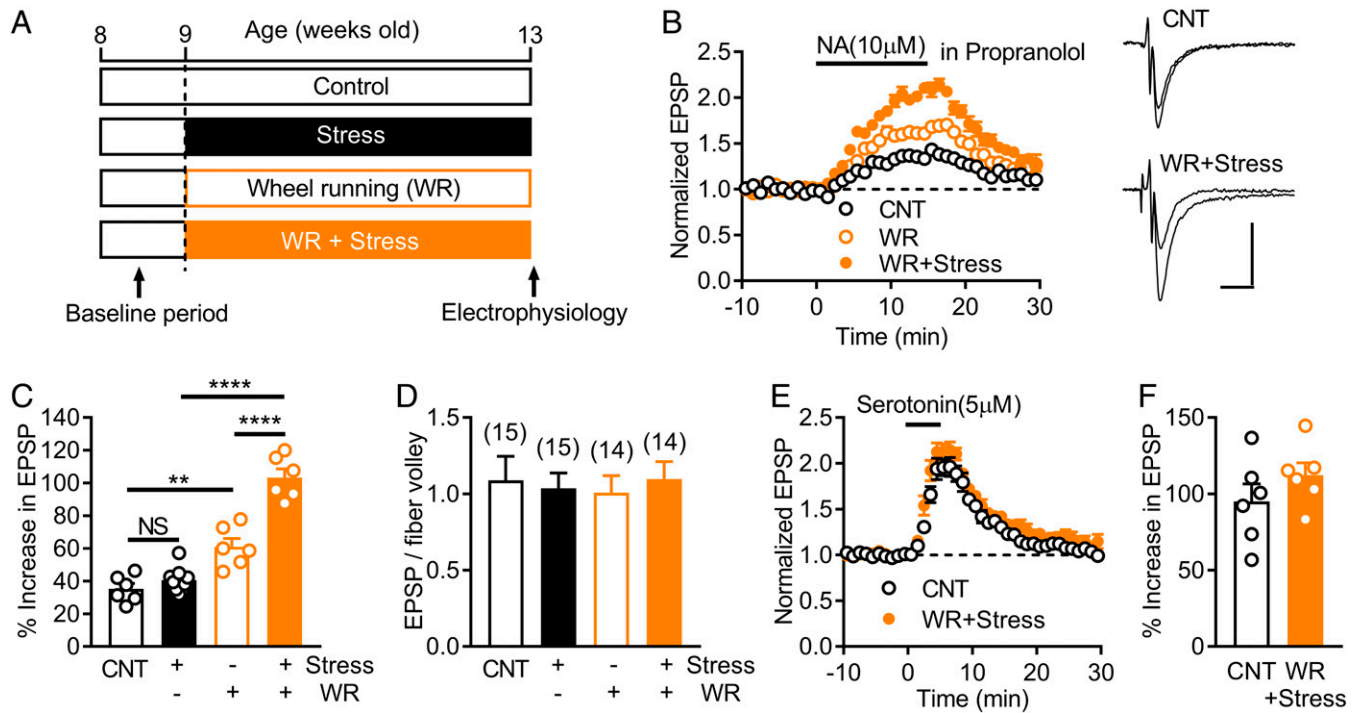 A
8 9 Age (weeks old) 13
Control
Stress
Wheel running (WR)
WR + Stress
Baseline period
Electrophysiology
B
Normalized EPSP
2.5
2.0
1.5
1.0
0.5
0.0
NA(10μM) in Propranolol
CNT
WR
WR+Stress
-10 0 10 20 30
Time (min)
CNT
WR+Stress
C
% Increase in EPSP
140
120
100
80
60
40
20
0
****
****
**
NS
CNT + - + Stress
- + + WR
D
EPSP / fiber volley
1.5
1.0
0.5
0.0
(15) (15) (14) (14)
CNT + - + Stress
- + + WR
E
Normalized EPSP
2.5
2.0
1.5
1.0
0.5
0.0
Serotonin(5μM)
CNT
WR+Stress
-10 0 10 20 30
Time (min)
F
% Increase in EPSP
150
100
50
0
CNT WR
+Stress